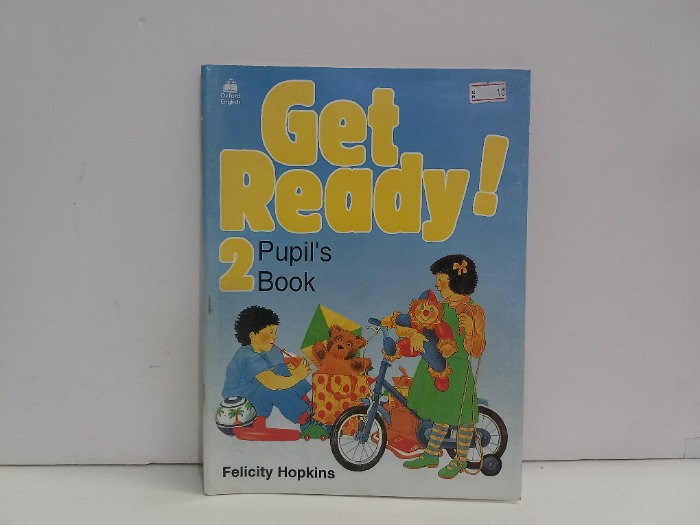 Oxford
English
Get
Ready!
2 Pupil's
Book
Felicity Hopkins